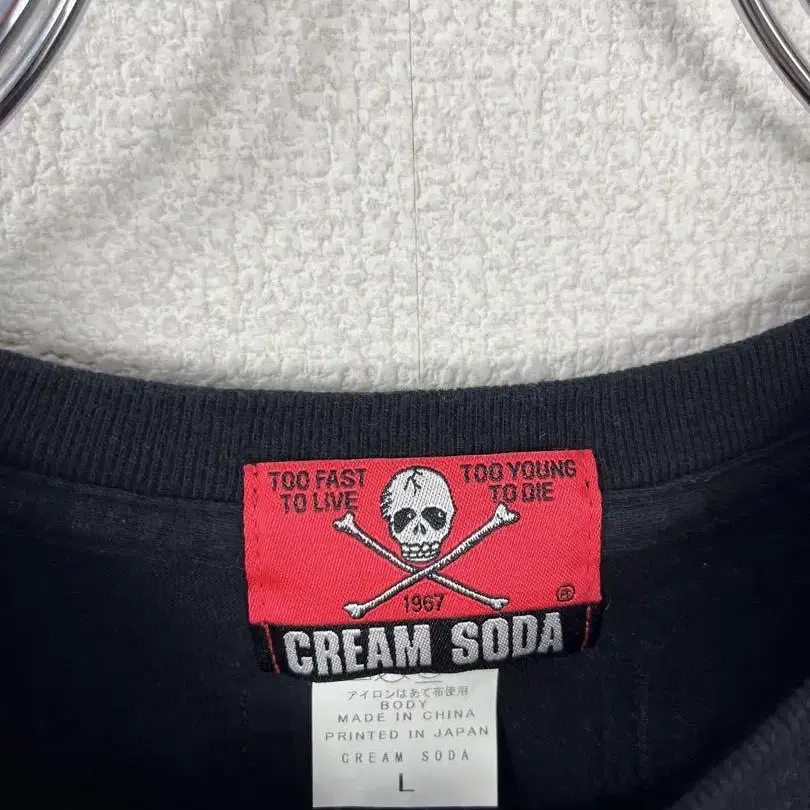 TOO FAST
TO LIVE
TOO YOUNG
TO DIE
1967
®
CREAM SODA
アイロンはあて布使用
BODY
MADE IN CHINA
PRINTED IN JAPAN
CREAM SODA
L